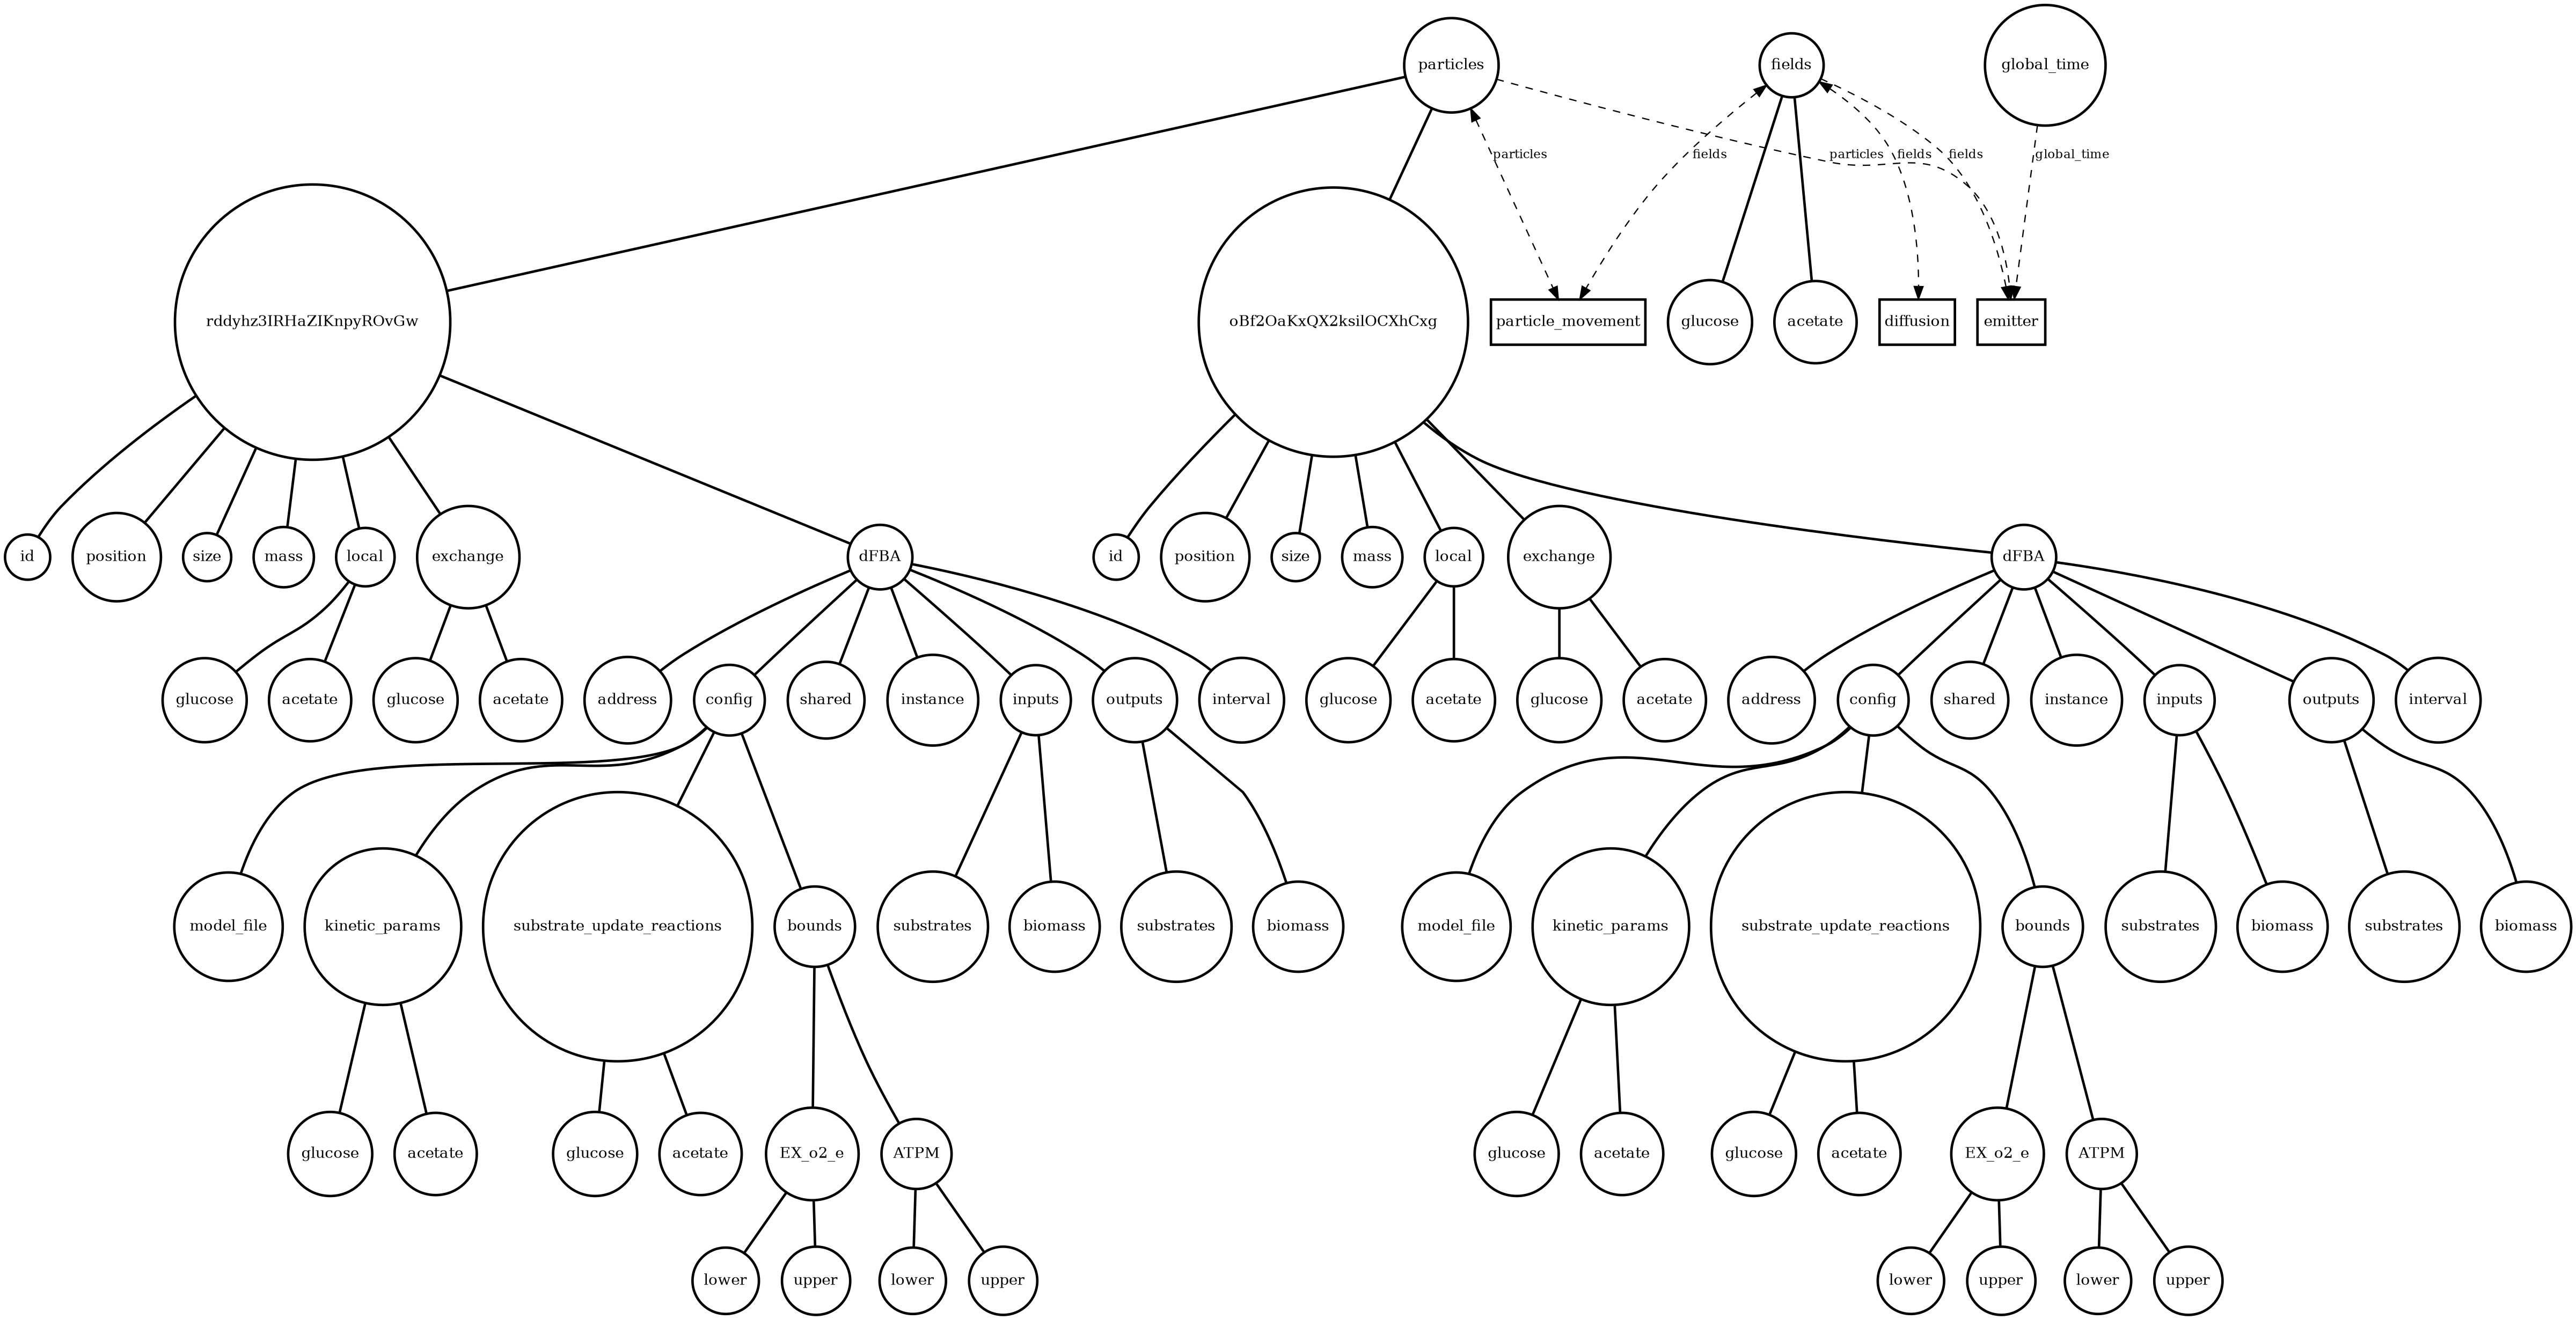 particles
fields
global_time
particles
fields
particles
fields
fields
global_time
rddyhz3IRHaZIKnpyROvGw
oBf2OaKxQX2ksilOCXhCxg
particle_movement
glucose
acetate
diffusion
emitter
id
position
size
mass
local
exchange
dFBA
id
position
size
mass
local
exchange
dFBA
glucose
acetate
glucose
acetate
address
config
shared
instance
inputs
outputs
interval
glucose
acetate
glucose
acetate
address
config
shared
instance
inputs
outputs
interval
model_file
kinetic_params
substrate_update_reactions
bounds
substrates
biomass
substrates
biomass
model_file
kinetic_params
substrate_update_reactions
bounds
substrates
biomass
substrates
biomass
glucose
acetate
glucose
acetate
EX_o2_e
ATPM
glucose
acetate
glucose
acetate
EX_o2_e
ATPM
lower
upper
lower
upper
lower
upper
lower
upper